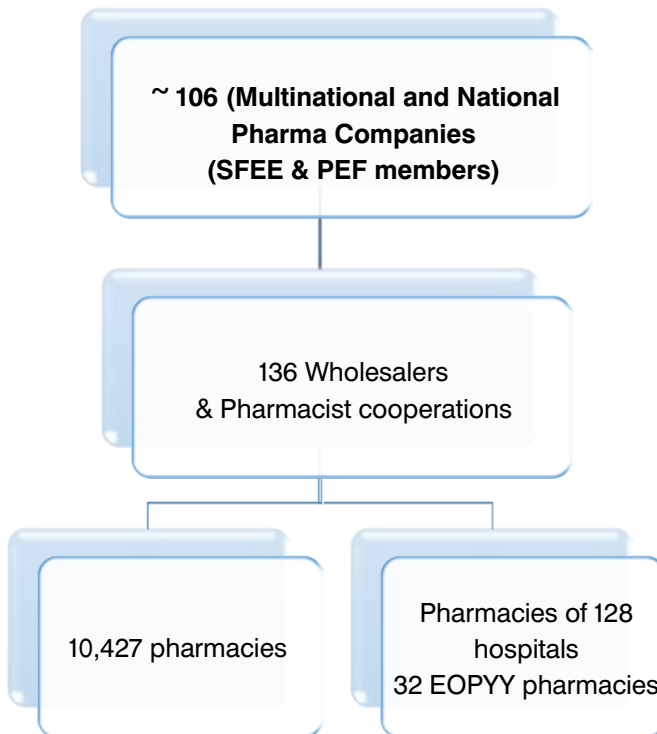 ~ 106 (Multinational and National
Pharma Companies
(SFEE & PEF members)
136 Wholesalers
& Pharmacist cooperations
10,427 pharmacies
Pharmacies of 128
hospitals
32 EOPYY pharmacies